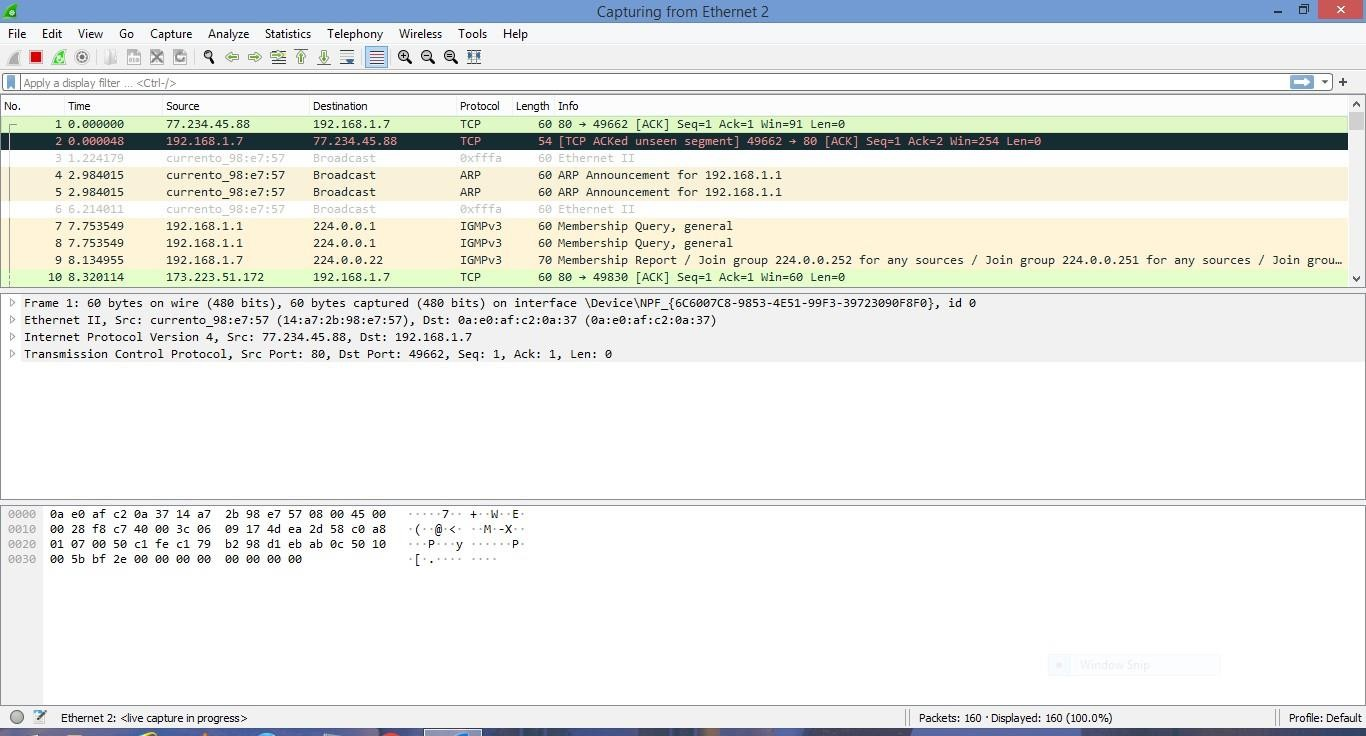 Capturing from Ethernet 2
File Edit View Go Capture Analyze Statistics Telephony Wireless Tools Help
Apply a display filter ... <Ctrl-/>
No. Time Source Destination Protocol Length Info
1 0.000000 77.234.45.88 192.168.1.7 TCP 60 80 → 49662 [ACK] Seq=1 Ack=1 Win=91 Len=0
2 0.000048 192.168.1.7 77.234.45.88 TCP 54 [TCP ACKed unseen segment] 49662 → 80 [ACK] Seq=1 Ack=2 Win=254 Len=0
3 1.224179 currento_98:e7:57 Broadcast 0xfffa 60 Ethernet II
4 2.984015 currento_98:e7:57 Broadcast ARP 60 ARP Announcement for 192.168.1.1
5 2.984015 currento_98:e7:57 Broadcast ARP 60 ARP Announcement for 192.168.1.1
6 6.214011 currento_98:e7:57 Broadcast 0xfffa 60 Ethernet II
7 7.753549 192.168.1.1 224.0.0.1 IGMPv3 60 Membership Query, general
8 7.753549 192.168.1.1 224.0.0.1 IGMPv3 60 Membership Query, general
9 8.134955 192.168.1.7 224.0.0.22 IGMPv3 70 Membership Report / Join group 224.0.0.252 for any sources / Join group 224.0.0.251 for any sources / Join grou…
10 8.320114 173.223.51.172 192.168.1.7 TCP 60 80 → 49830 [ACK] Seq=1 Ack=1 Win=60 Len=0
Frame 1: 60 bytes on wire (480 bits), 60 bytes captured (480 bits) on interface \Device\NPF_{6C6007C8-9853-4E51-99F3-39723090F8F0}, id 0
Ethernet II, Src: currento_98:e7:57 (14:a7:2b:98:e7:57), Dst: 0a:e0:af:c2:0a:37 (0a:e0:af:c2:0a:37)
Internet Protocol Version 4, Src: 77.234.45.88, Dst: 192.168.1.7
Transmission Control Protocol, Src Port: 80, Dst Port: 49662, Seq: 1, Ack: 1, Len: 0
0000 0a e0 af c2 0a 37 14 a7 2b 98 e7 57 08 00 45 00 ·····7·· +··W··E·
0010 00 28 f8 c7 40 00 3c 06 09 17 4d ea 2d 58 c0 a8 ·(··@·<· ··M·-X··
0020 01 07 00 50 c1 fe c1 79 b2 98 d1 eb ab 0c 50 10 ···P···y ······P·
0030 00 5b bf 2e 00 00 00 00 00 00 00 00 ·[·.···· ····
Window Snip
Ethernet 2: <live capture in progress>
Packets: 160 · Displayed: 160 (100.0%)
Profile: Default